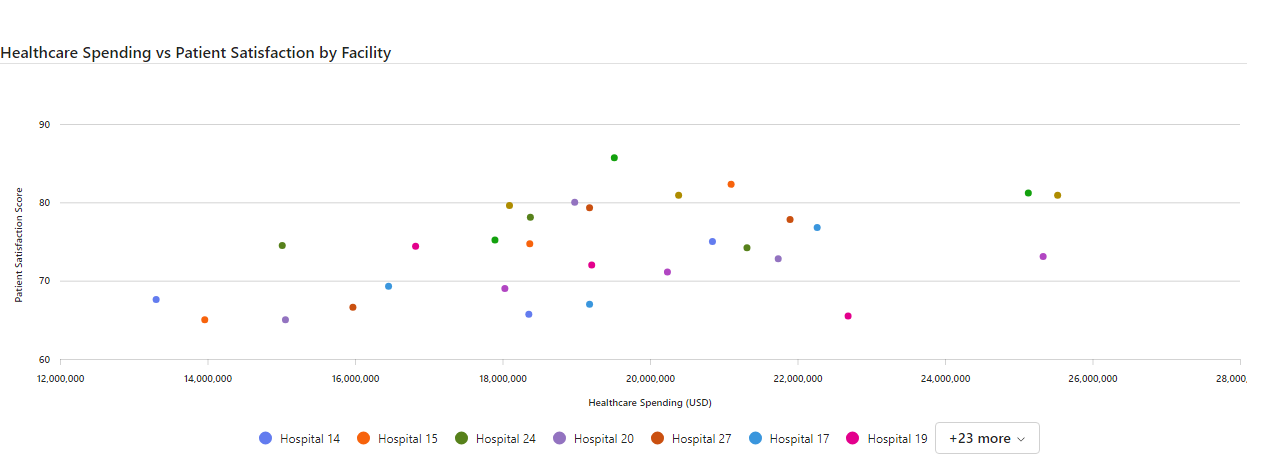 Healthcare Spending vs Patient Satisfaction by Facility
90
80
70
60
Patient Satisfaction Score
12,000,000 14,000,000 16,000,000 18,000,000 20,000,000 22,000,000 24,000,000 26,000,000 28,000,
Healthcare Spending (USD)
Hospital 14 Hospital 15 Hospital 24 Hospital 20 Hospital 27 Hospital 17 Hospital 19 +23 more